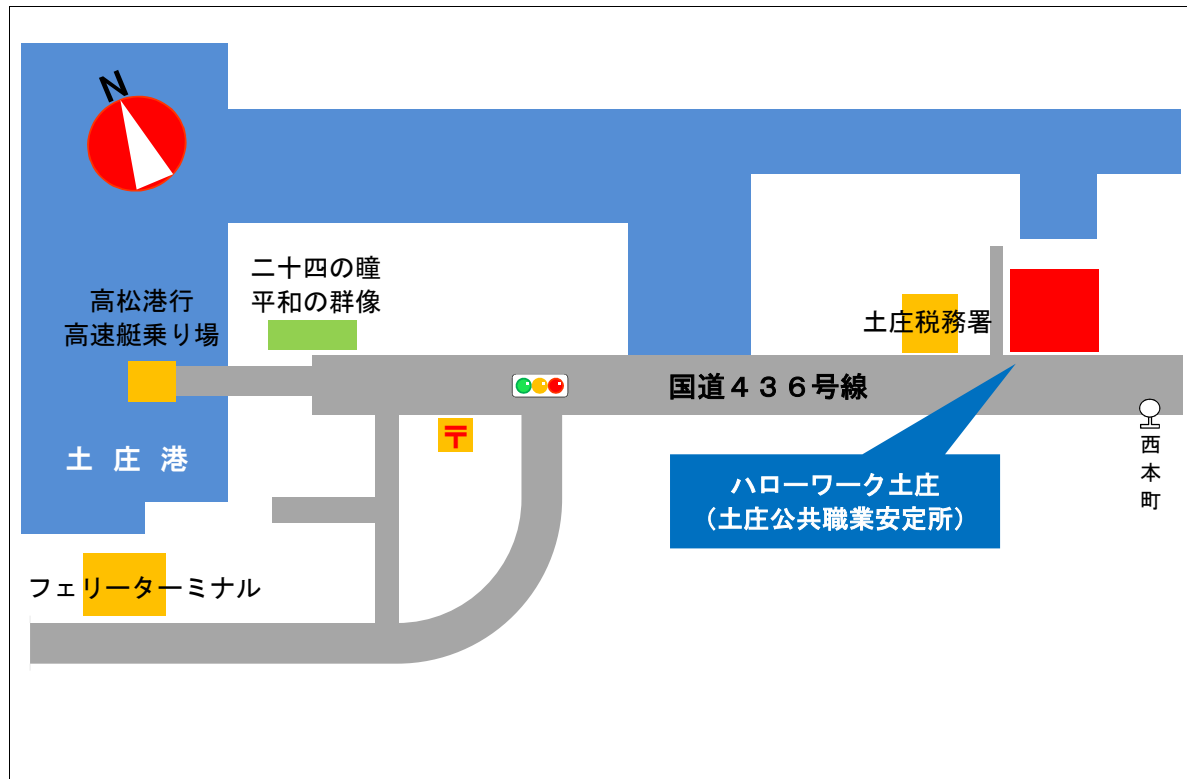 N
二十四の瞳
平和の群像
高松港行
高速艇乗り場
土庄税務署
国道４３６号線
〒
土庄港
西本町
ハローワーク土庄
（土庄公共職業安定所）
フェリーターミナル